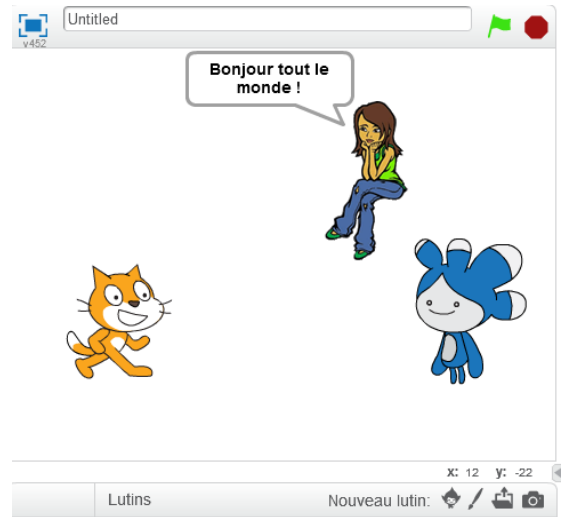 Untitled
v452
Bonjour tout le
monde !
x: 12 y: -22
Lutins
Nouveau lutin: